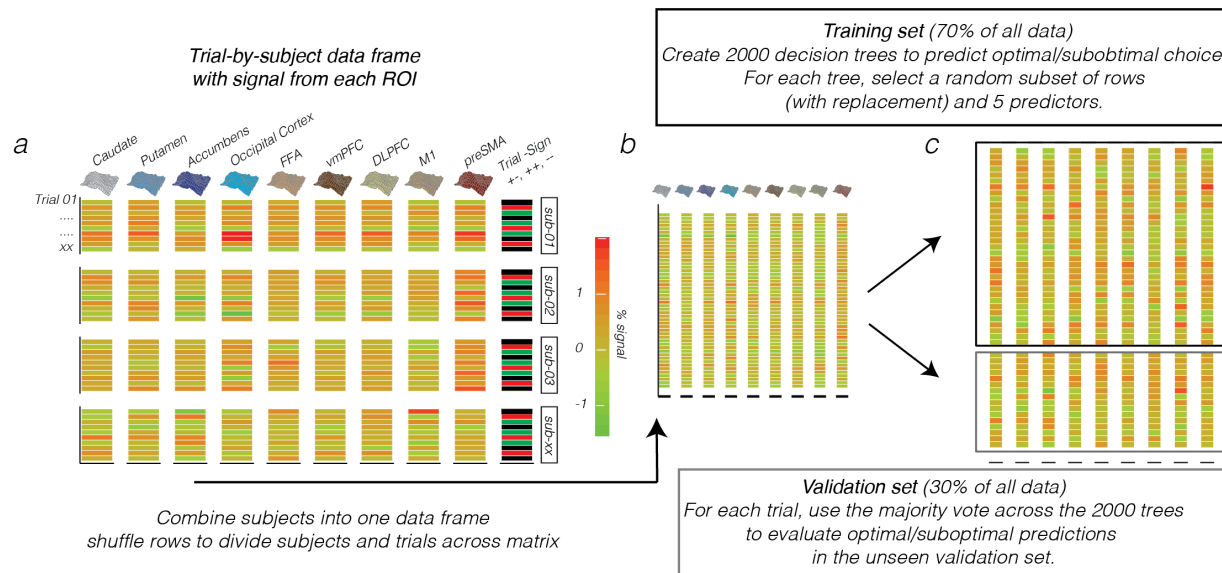 Trial-by-subject data frame
with signal from each ROI
a
Caudate
Putamen
Accumbens
Occipital Cortex
FFA
vmPFC
DLPFC
M1
preSMA
Trial -Sign
+-, ++, --
Trial 01
....
....
xx
sub-01
sub-02
sub-03
sub-xx
1
0
-1
% signal
Combine subjects into one data frame
shuffle rows to divide subjects and trials across matrix
Training set (70% of all data)
Create 2000 decision trees to predict optimal/subobtimal choice
For each tree, select a random subset of rows
(with replacement) and 5 predictors.
b
c
Validation set (30% of all data)
For each trial, use the majority vote across the 2000 trees
to evaluate optimal/suboptimal predictions
in the unseen validation set.